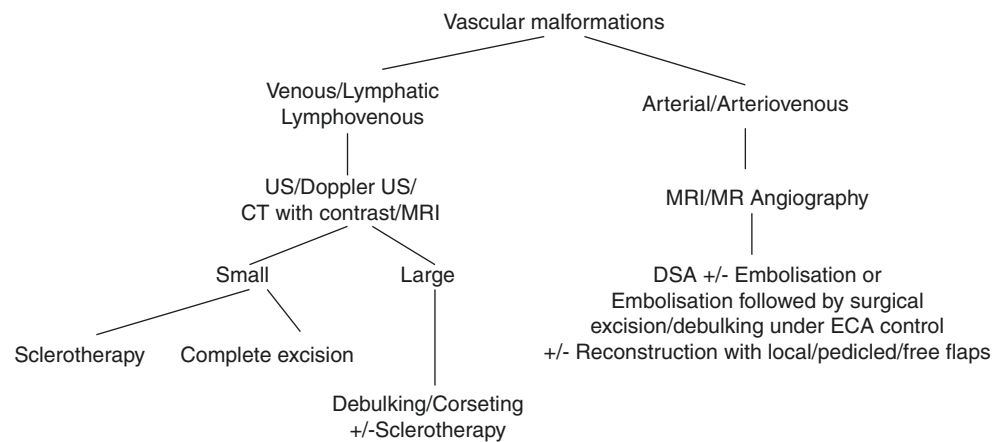 Vascular malformations
Venous/Lymphatic
Lymphovenous
Arterial/Arteriovenous
US/Doppler US/
CT with contrast/MRI
MRI/MR Angiography
Small
Large
DSA +/- Embolisation or
Embolisation followed by surgical
excision/debulking under ECA control
+/- Reconstruction with local/pedicled/free flaps
Sclerotherapy
Complete excision
Debulking/Corseting
+/-Sclerotherapy